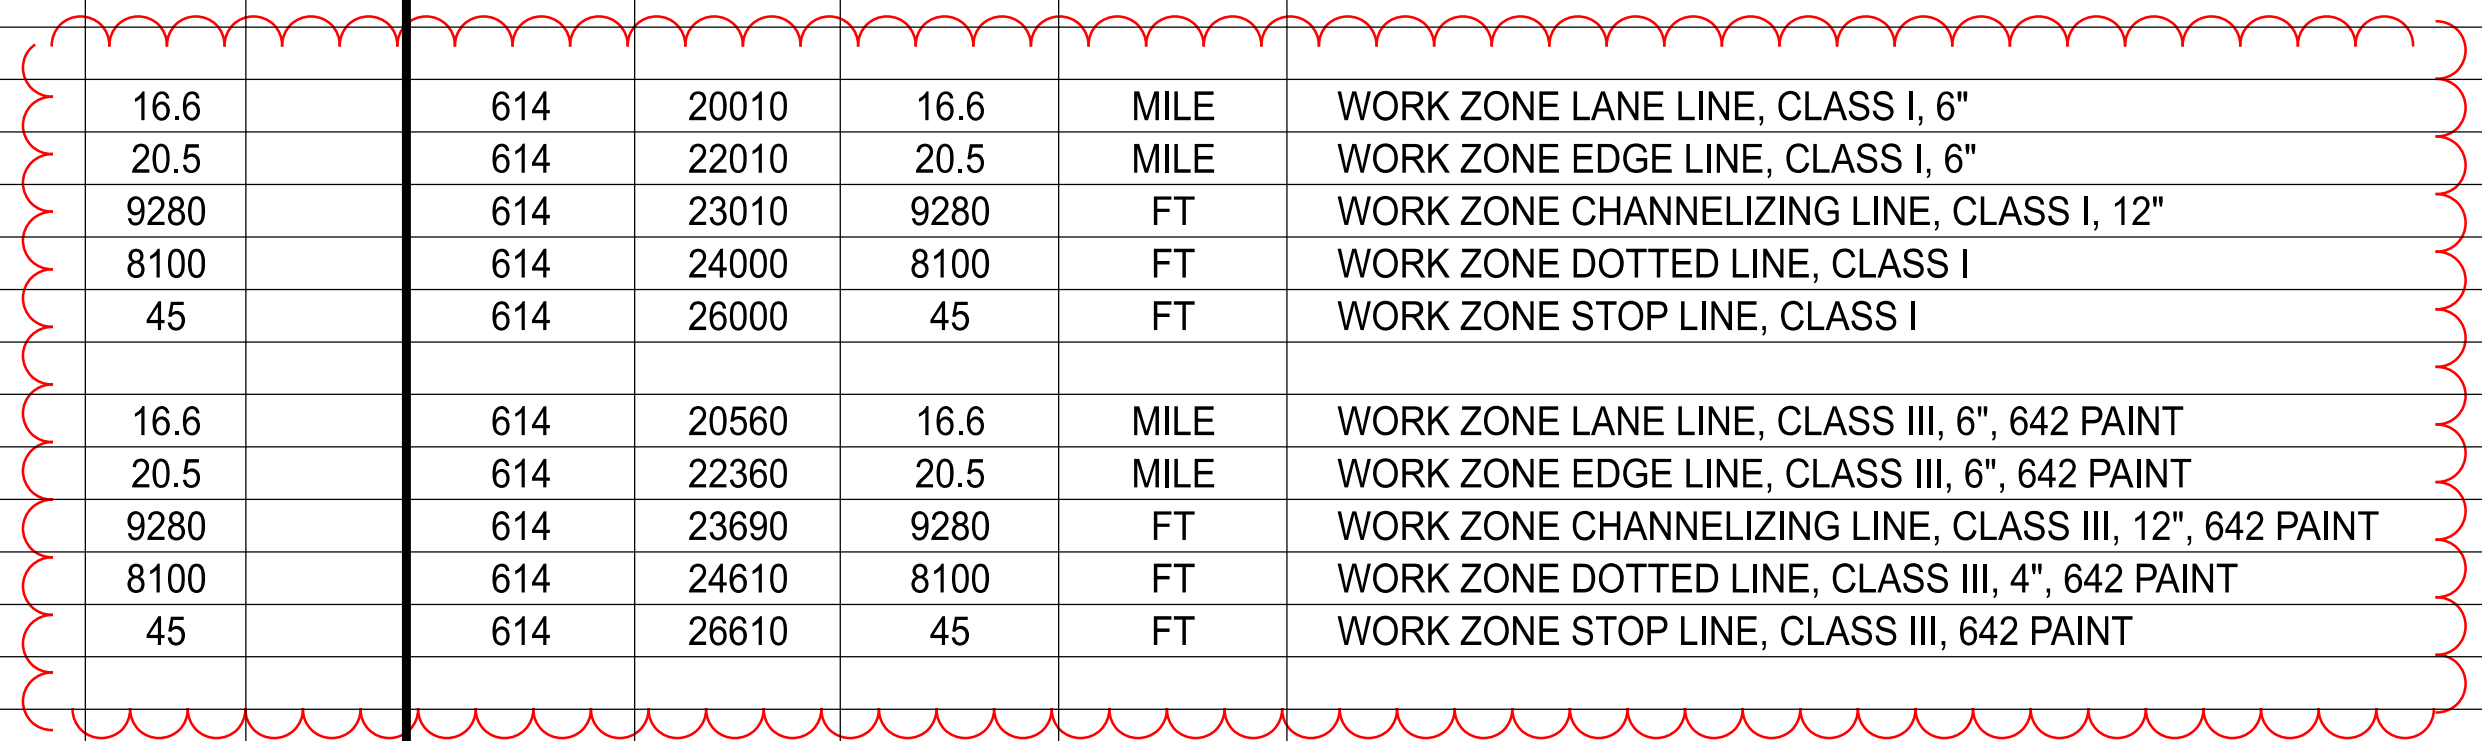 16.6 614 20010 16.6 MILE WORK ZONE LANE LINE, CLASS I, 6"
20.5 614 22010 20.5 MILE WORK ZONE EDGE LINE, CLASS I, 6"
9280 614 23010 9280 FT WORK ZONE CHANNELIZING LINE, CLASS I, 12"
8100 614 24000 8100 FT WORK ZONE DOTTED LINE, CLASS I
45 614 26000 45 FT WORK ZONE STOP LINE, CLASS I
16.6 614 20560 16.6 MILE WORK ZONE LANE LINE, CLASS III, 6", 642 PAINT
20.5 614 22360 20.5 MILE WORK ZONE EDGE LINE, CLASS III, 6", 642 PAINT
9280 614 23690 9280 FT WORK ZONE CHANNELIZING LINE, CLASS III, 12", 642 PAINT
8100 614 24610 8100 FT WORK ZONE DOTTED LINE, CLASS III, 4", 642 PAINT
45 614 26610 45 FT WORK ZONE STOP LINE, CLASS III, 642 PAINT